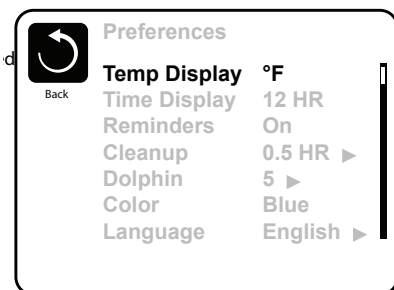 Preferences
ed
Temp Display °F
Back
Time Display 12 HR
Reminders On
Cleanup 0.5 HR ▶
Dolphin 5 ▶
Color Blue
Language English ▶